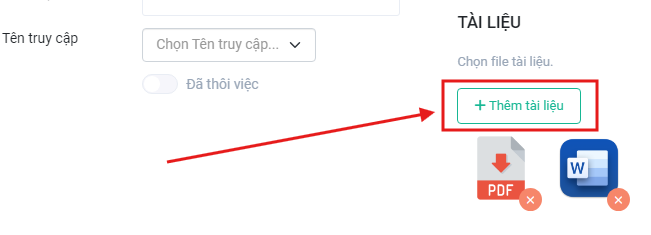 Tên truy cập
Chọn Tên truy cập...
Đã thôi việc
TÀI LIỆU
Chọn file tài liệu.
+ Thêm tài liệu
PDF
W